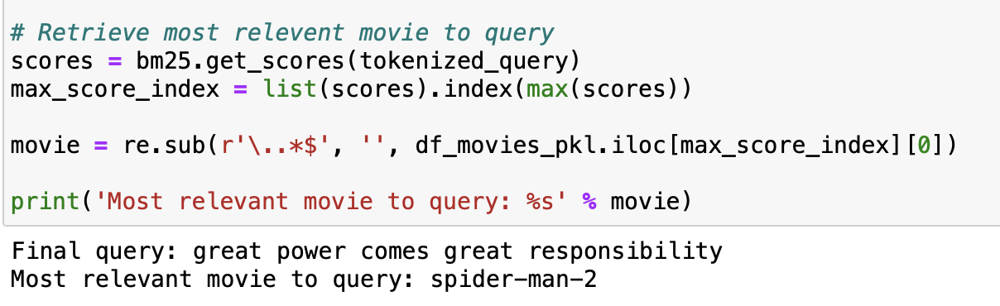 # Retrieve most relevent movie to query
scores = bm25.get_scores(tokenized_query)
max_score_index = list(scores).index(max(scores))
movie = re.sub(r'\..*$', '', df_movies_pkl.iloc[max_score_index][0])
print('Most relevant movie to query: %s' % movie)
Final query: great power comes great responsibility
Most relevant movie to query: spider-man-2